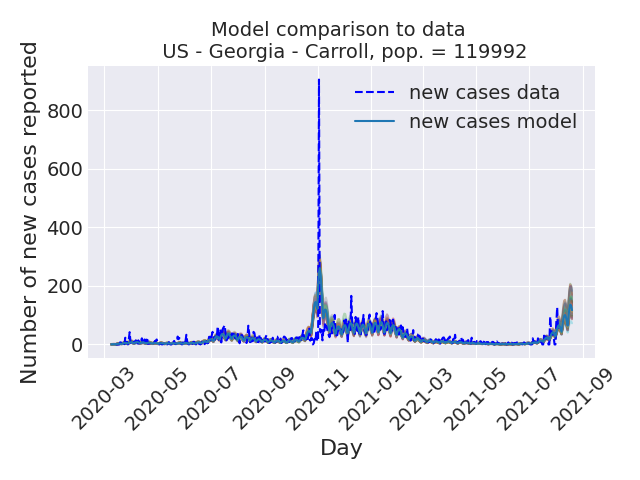 Model comparison to data
US - Georgia - Carroll, pop. = 119992
Number of new cases reported
800
600
400
200
0
new cases data
new cases model
2020-03
2020-05
2020-07
2020-09
2020-11
2021-01
2021-03
2021-05
2021-07
2021-09
Day